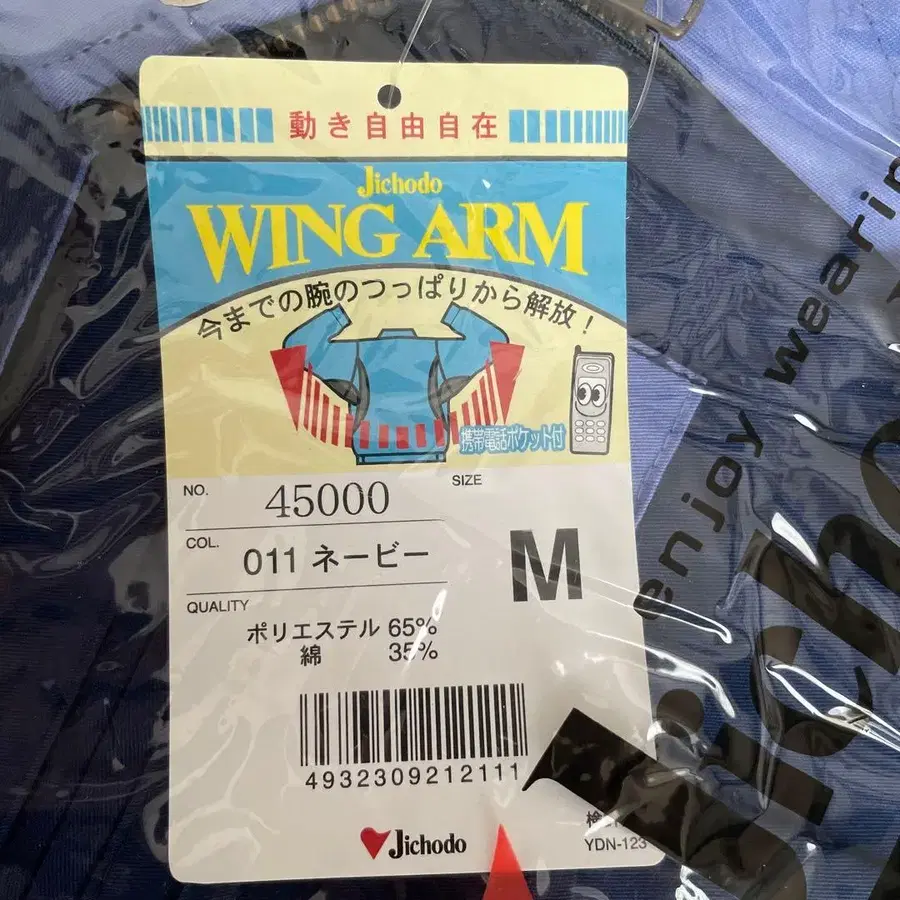 動き自由自在
Jichodo
WING ARM
今までの腕のつっぱりから解放！
携帯電話ポケット付
NO. 45000
SIZE
M
COL. 011 ネービー
QUALITY
ポリエステル 65%
綿 35%
4932309212111
Jichodo
YDN-123
enjoy wearing